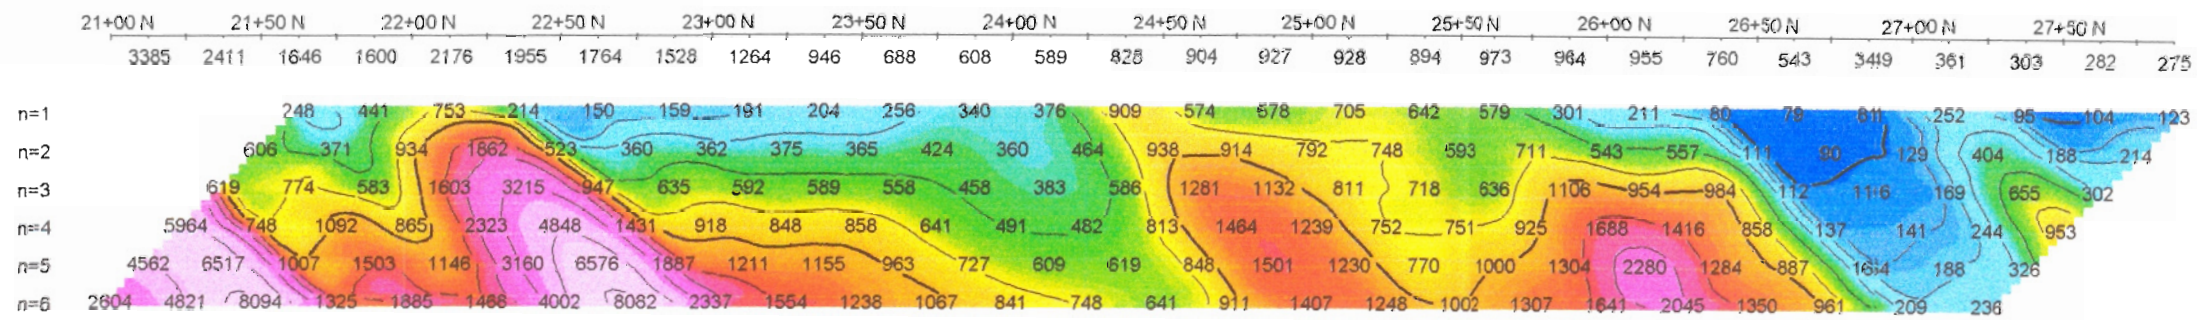 21+00 N 21+50 N 22+00 N 22+50 N 23+00 N 23+50 N 24+00 N 24+50 N 25+00 N 25+50 N 26+00 N 26+50 N 27+00 N 27+50 N
3385 2411 1646 1600 2176 1955 1764 1528 1264 946 688 608 589 828 904 927 928 894 973 964 955 760 543 3449 361 303 282 275
n=1 248 441 753 214 150 159 191 204 256 340 376 909 574 578 705 642 579 301 211 80 79 811 252 95 104 123
n=2 606 371 934 1862 523 360 362 375 365 424 360 464 938 914 792 748 593 711 543 557 111 90 129 404 188 214
n=3 619 774 583 1603 3215 947 635 592 589 558 458 383 586 1281 1132 811 718 636 1106 954 984 112 1116 169 655 302
n=4 5964 748 1092 865 2323 4848 1431 918 848 858 641 491 482 813 1464 1239 752 751 925 1688 1416 858 137 141 244 953
n=5 4562 6517 1007 1503 1146 3160 6576 1887 1211 1155 963 727 609 619 848 1501 1230 770 1000 1304 2280 1284 887 188 326
n=6 2604 4821 8094 1325 1885 1466 4002 8082 2337 1554 1238 1067 841 748 641 911 1407 1248 1002 1307 1641 2045 1350 961 209 236